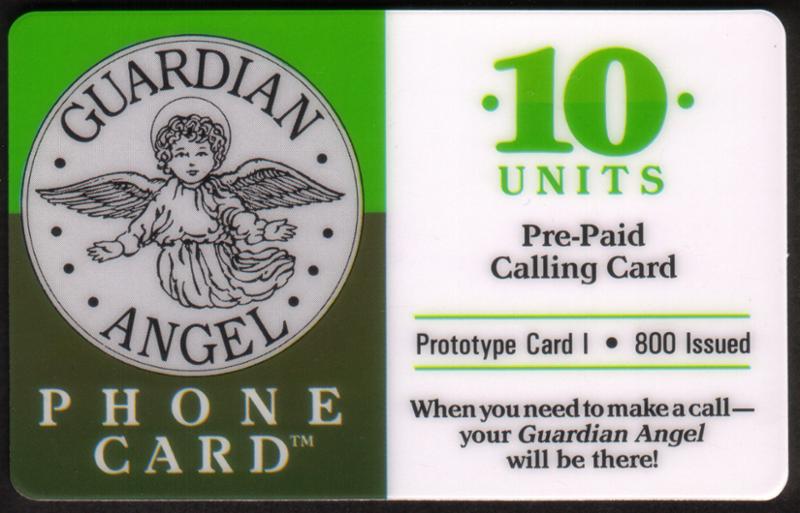 GUARDIAN
ANGEL
PHONE
CARD™
·10·
UNITS
Pre-Paid
Calling Card
Prototype Card I • 800 Issued
When you need to make a call—
your Guardian Angel
will be there!